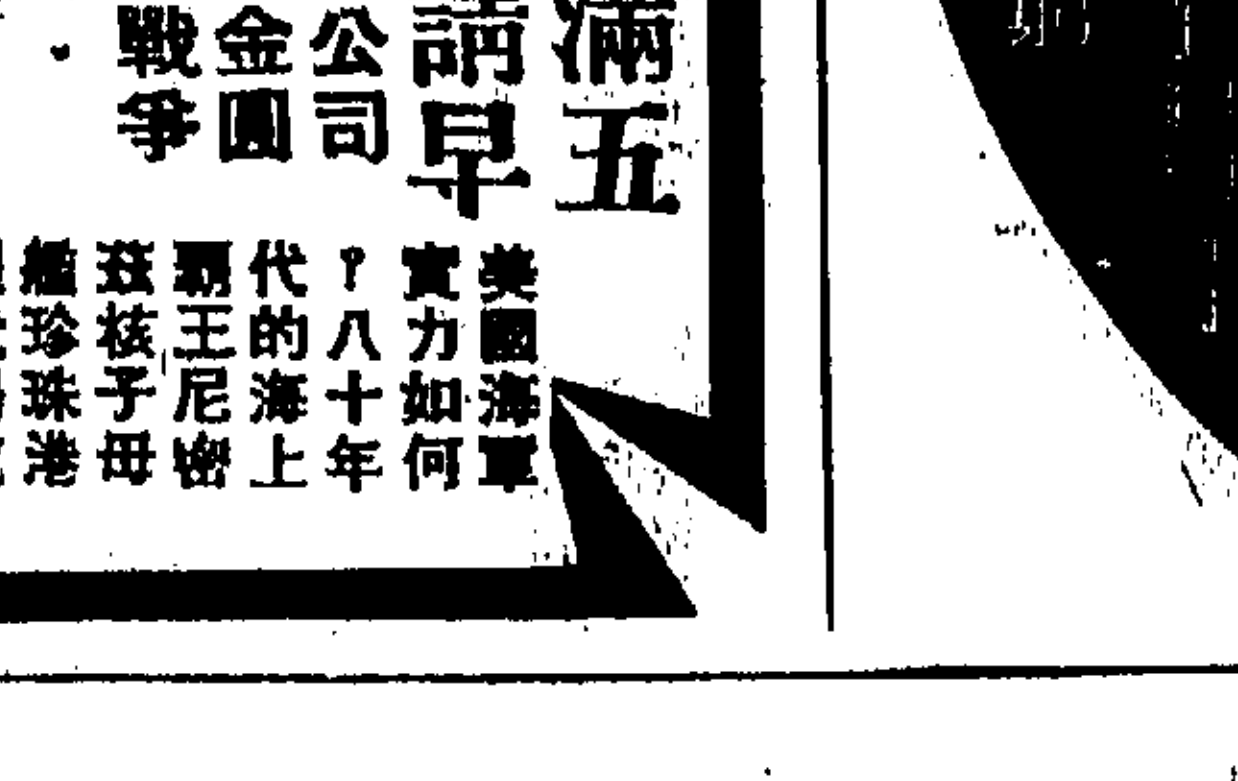 滿五
請早
公司
金圓
戰爭
美國海軍
實力如何
?八十年
代的海上
霸王尼密
茲核子母
艦珍珠港